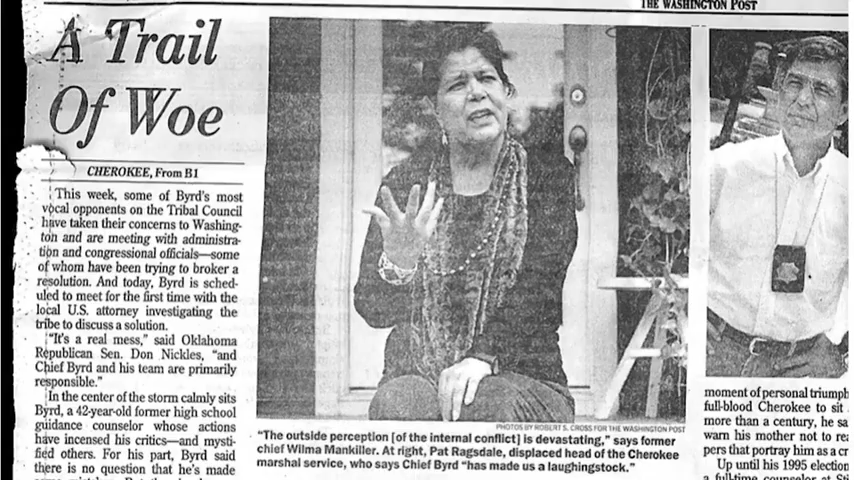 THE WASHINGTON POST
A Trail
Of Woe
CHEROKEE, From B1
This week, some of Byrd's most
vocal opponents on the Tribal Council
have taken their concerns to Washing-
ton and are meeting with administra-
tion and congressional officials—some
of whom have been trying to broker a
resolution. And today, Byrd is sched-
uled to meet for the first time with the
local U.S. attorney investigating the
tribe to discuss a solution.
"It's a real mess," said Oklahoma
Republican Sen. Don Nickles, "and
Chief Byrd and his team are primarily
responsible."
In the center of the storm calmly sits
Byrd, a 42-year-old former high school
guidance counselor whose actions
have incensed his critics—and mysti-
fied others. For his part, Byrd said
there is no question that he's made
PHOTOS BY ROBERT S. CROSS FOR THE WASHINGTON POST
"The outside perception [of the internal conflict] is devastating," says former
chief Wilma Mankiller. At right, Pat Ragsdale, displaced head of the Cherokee
marshal service, who says Chief Byrd "has made us a laughingstock."
moment of personal triumph
full-blood Cherokee to sit
more than a century, he sa
warn his mother not to rea
pers that portray him as a cr
Up until his 1995 election
a full-time counselor at